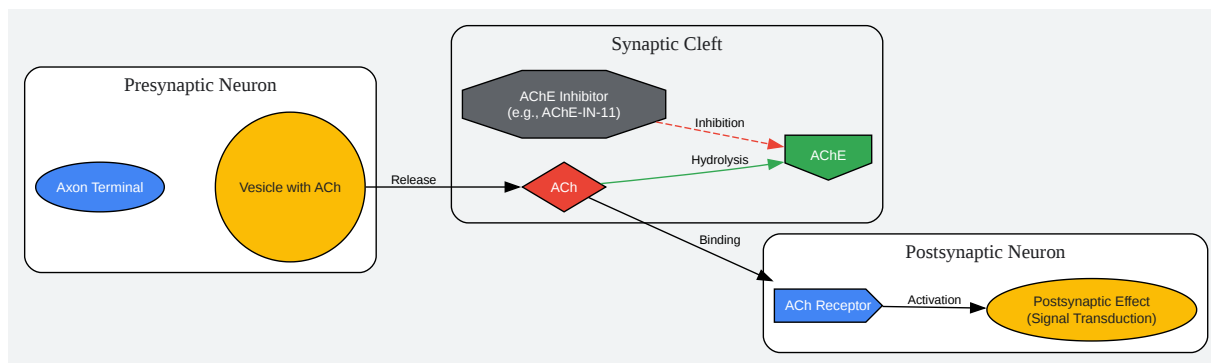 Presynaptic Neuron
Axon Terminal
Vesicle with ACh
Release
Synaptic Cleft
AChE Inhibitor
(e.g., AChE-IN-11)
Inhibition
Hydrolysis
AChE
ACh
Binding
Postsynaptic Neuron
ACh Receptor
Activation
Postsynaptic Effect
(Signal Transduction)